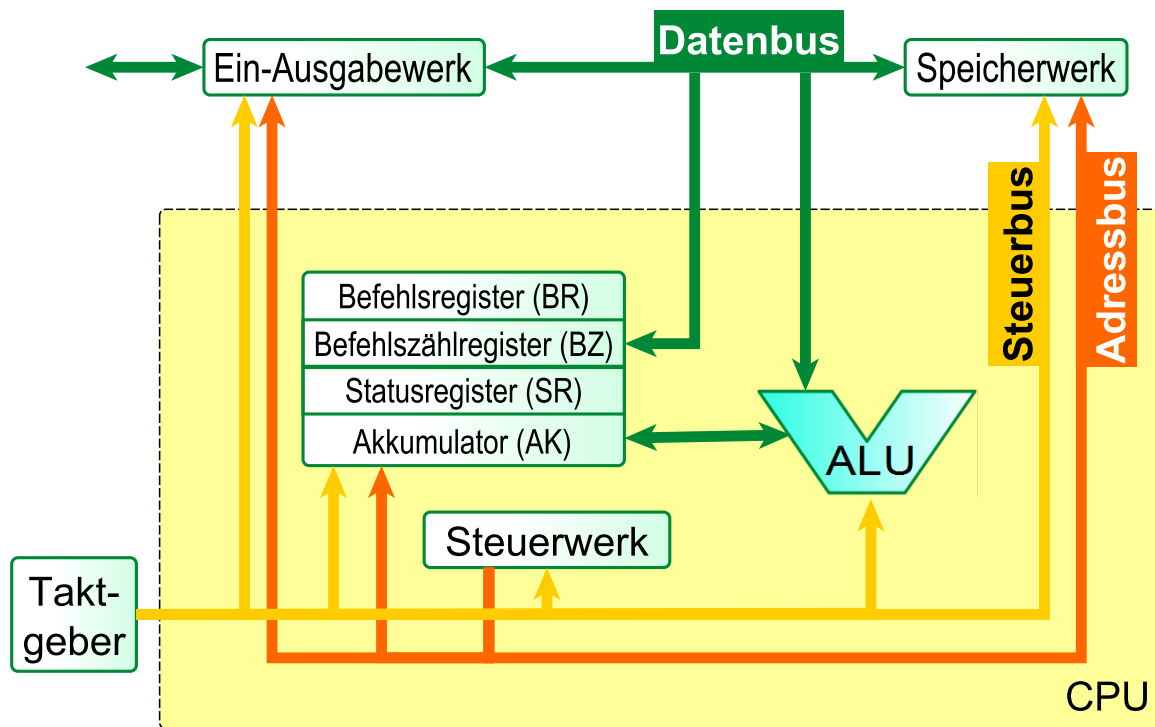 Datenbus
Ein-Ausgabewerk
Speicherwerk
Steuerbus
Adressbus
Befehlsregister (BR)
Befehlszählregister (BZ)
Statusregister (SR)
Akkumulator (AK)
ALU
Steuerwerk
Takt-
geber
CPU